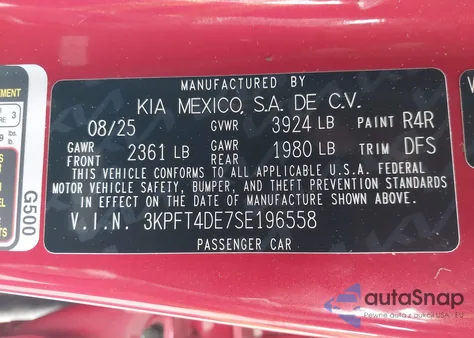 MANUFACTURED BY
KIA MEXICO, S.A. DE C.V.
08/25 GVWR 3924 LB PAINT R4R
GAWR FRONT 2361 LB GAWR REAR 1980 LB TRIM DFS
THIS VEHICLE CONFORMS TO ALL APPLICABLE U.S.A. FEDERAL
MOTOR VEHICLE SAFETY, BUMPER, AND THEFT PREVENTION STANDARDS
IN EFFECT ON THE DATE OF MANUFACTURE SHOWN ABOVE.
V.I.N. 3KPFT4DE7SE196558
PASSENGER CAR
G500
3
autoSnap